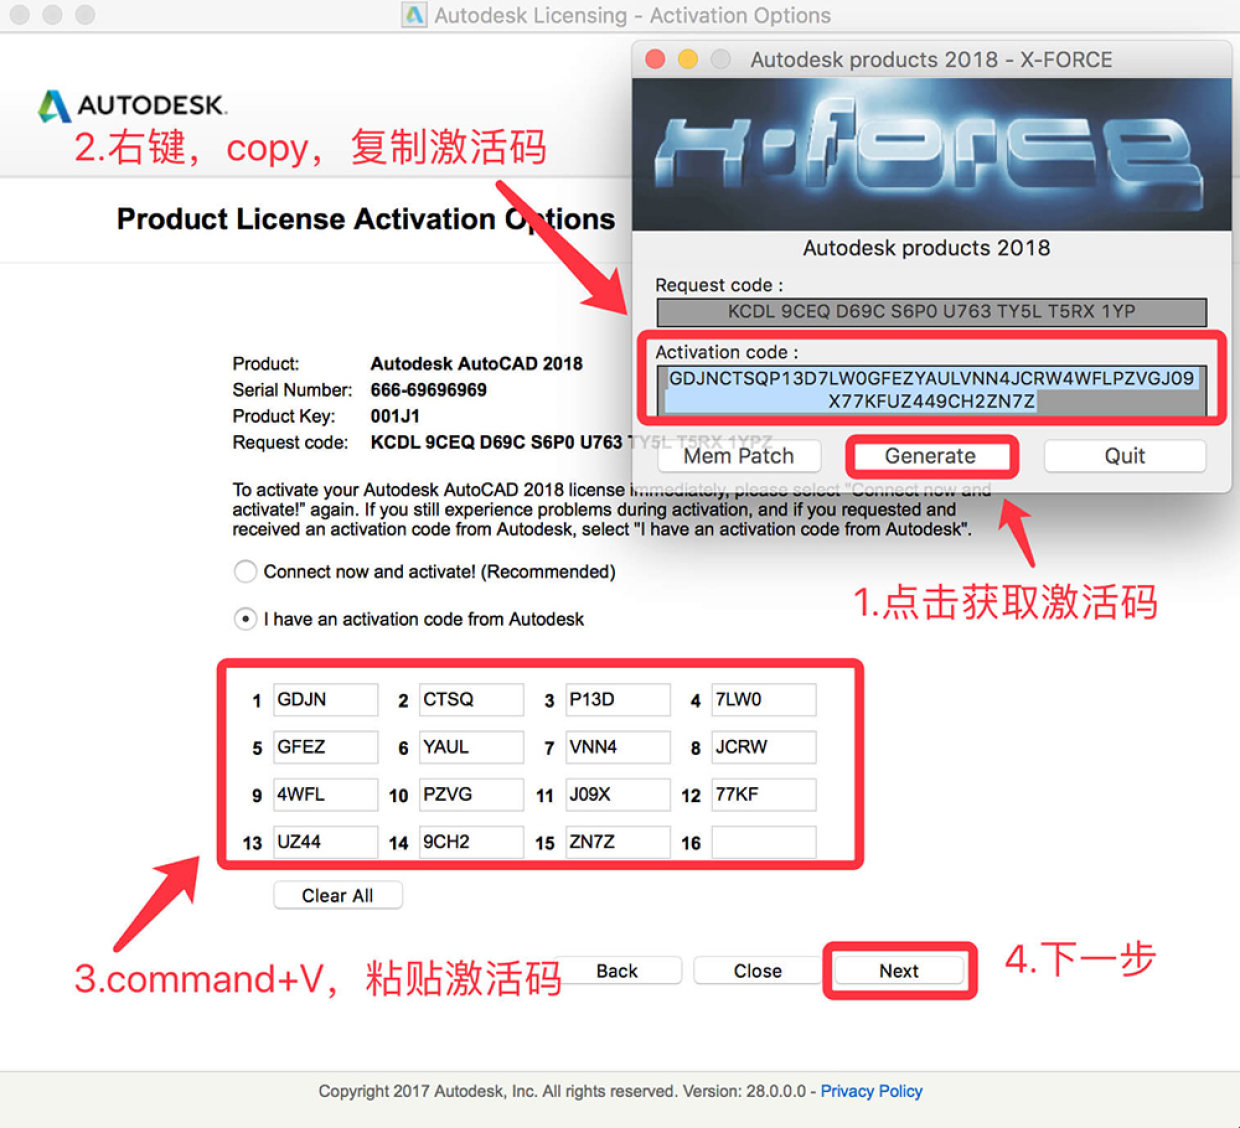 Autodesk Licensing - Activation Options
AUTODESK.
2.右键，copy，复制激活码
Product License Activation Options
Autodesk products 2018 - X-FORCE
x-force
Autodesk products 2018
Request code :
KCDL 9CEQ D69C S6P0 U763 TY5L T5RX 1YP
Activation code :
GDJNCTSQP13D7LW0GFEZYAULVNN4JCRW4WFLPZVGJ09
X77KFUZ449CH2ZN7Z
Mem Patch Generate Quit
1.点击获取激活码
Product: Autodesk AutoCAD 2018
Serial Number: 666-69696969
Product Key: 001J1
Request code: KCDL 9CEQ D69C S6P0 U763 TY5L T5RX 1YPZ
To activate your Autodesk AutoCAD 2018 license immediately, please select "Connect now and
activate!" again. If you still experience problems during activation, and if you requested and
received an activation code from Autodesk, select "I have an activation code from Autodesk".
Connect now and activate! (Recommended)
I have an activation code from Autodesk
1 GDJN 2 CTSQ 3 P13D 4 7LW0
5 GFEZ 6 YAUL 7 VNN4 8 JCRW
9 4WFL 10 PZVG 11 J09X 12 77KF
13 UZ44 14 9CH2 15 ZN7Z 16
Clear All
3.command+V，粘贴激活码
Back Close Next
4.下一步
Copyright 2017 Autodesk, Inc. All rights reserved. Version: 28.0.0.0 - Privacy Policy